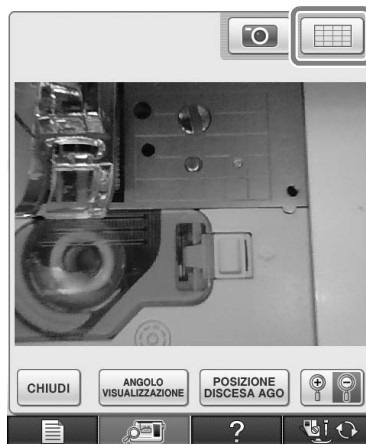 CHIUDI
ANGOLO
VISUALIZZAZIONE
POSIZIONE
DISCESA AGO
?